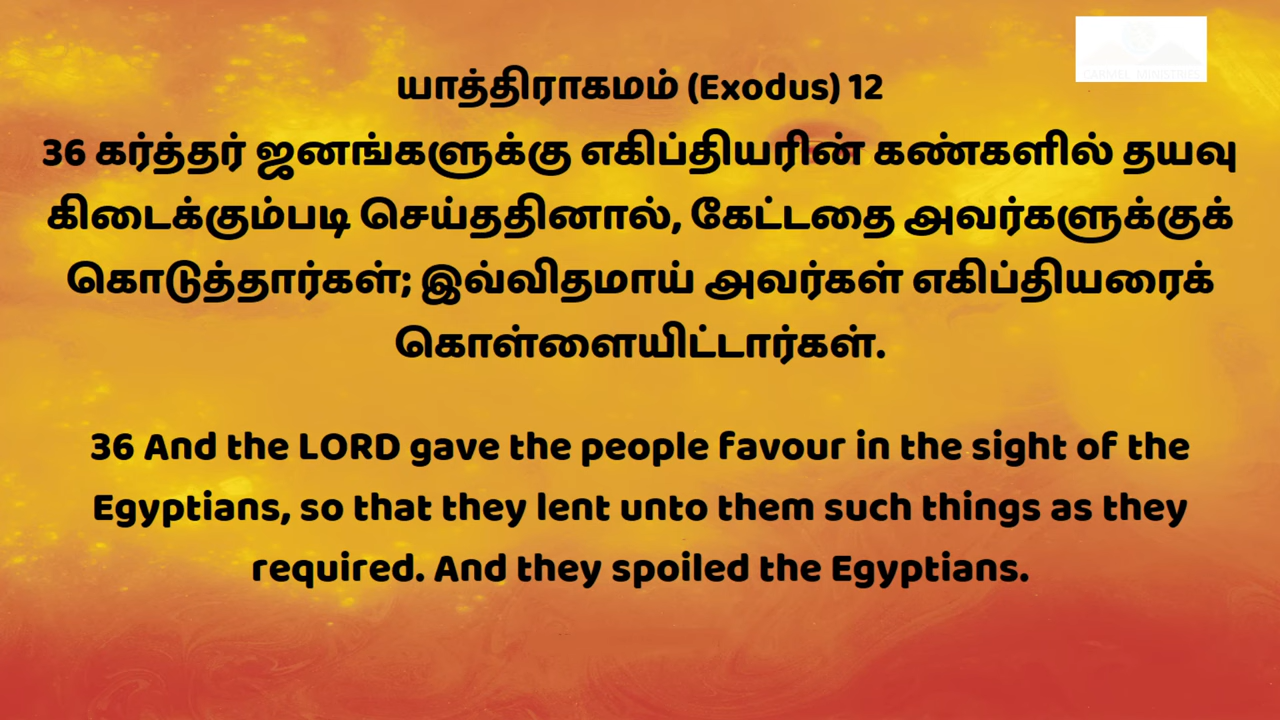 CARMEL MINISTRIES
யாத்திராகமம் (Exodus) 12
36 கர்த்தர் ஜனங்களுக்கு எகிப்தியரின் கண்களில் தயவு
கிடைக்கும்படி செய்ததினால், கேட்டதை அவர்களுக்குக்
கொடுத்தார்கள்; இவ்விதமாய் அவர்கள் எகிப்தியரைக்
கொள்ளையிட்டார்கள்.
36 And the LORD gave the people favour in the sight of the
Egyptians, so that they lent unto them such things as they
required. And they spoiled the Egyptians.